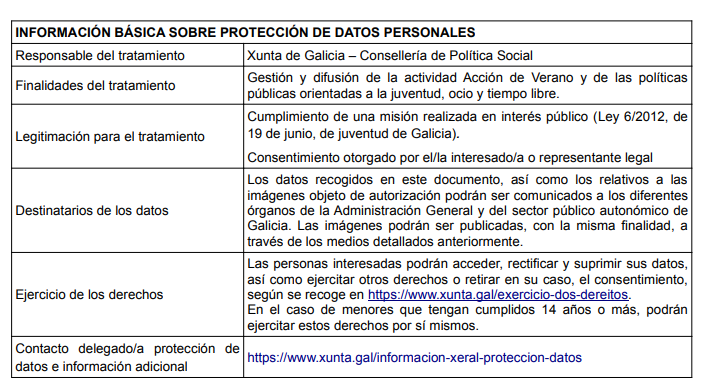 INFORMACIÓN BÁSICA SOBRE PROTECCIÓN DE DATOS PERSONALES
Responsable del tratamiento
Xunta de Galicia – Consellería de Política Social
Finalidades del tratamiento
Gestión y difusión de la actividad Acción de Verano y de las políticas
públicas orientadas a la juventud, ocio y tiempo libre.
Legitimación para el tratamiento
Cumplimiento de una misión realizada en interés público (Ley 6/2012, de
19 de junio, de juventud de Galicia).
Consentimiento otorgado por el/la interesado/a o representante legal
Destinatarios de los datos
Los datos recogidos en este documento, así como los relativos a las
imágenes objeto de autorización podrán ser comunicados a los diferentes
órganos de la Administración General y del sector público autonómico de
Galicia. Las imágenes podrán ser publicadas, con la misma finalidad, a
través de los medios detallados anteriormente.
Ejercicio de los derechos
Las personas interesadas podrán acceder, rectificar y suprimir sus datos,
así como ejercitar otros derechos o retirar en su caso, el consentimiento,
según se recoge en https://www.xunta.gal/exercicio-dos-dereitos.
En el caso de menores que tengan cumplidos 14 años o más, podrán
ejercitar estos derechos por sí mismos.
Contacto delegado/a protección de
datos e información adicional
https://www.xunta.gal/informacion-xeral-proteccion-datos